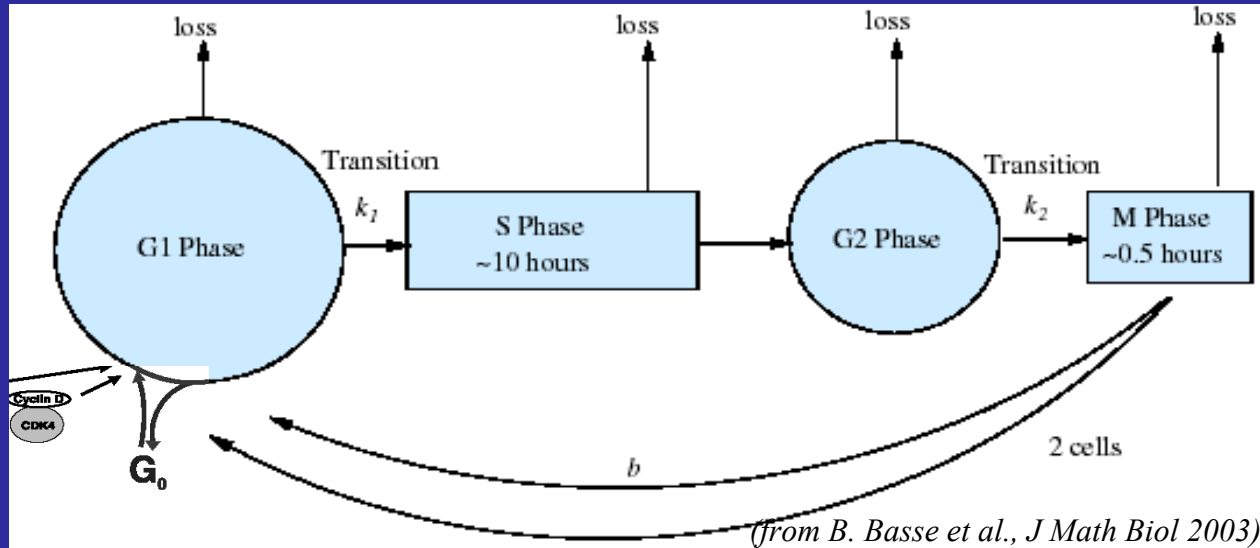 loss
loss
loss
loss
Transition
k1
Transition
k2
G1 Phase
S Phase
~10 hours
G2 Phase
M Phase
~0.5 hours
Cyclin D
CDK4
G0
b
2 cells
(from B. Basse et al., J Math Biol 2003)